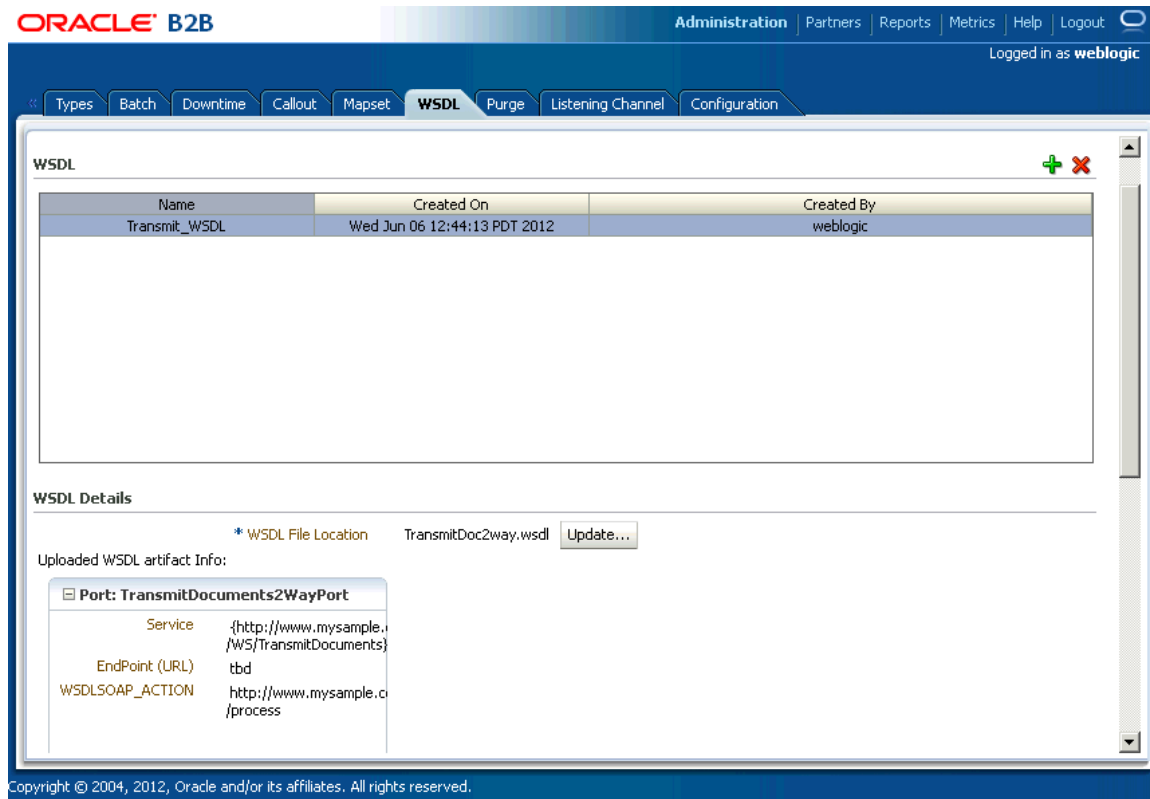 ORACLE B2B
Administration Partners Reports Metrics Help Logout
Logged in as weblogic
Types Batch Downtime Callout Mapset WSDL Purge Listening Channel Configuration
WSDL
Name Created On Created By
Transmit_WSDL Wed Jun 06 12:44:13 PDT 2012 weblogic
WSDL Details
* WSDL File Location TransmitDoc2way.wsdl Update...
Uploaded WSDL artifact Info:
Port: TransmitDocuments2WayPort
Service {http://www.mysample.
/WS/TransmitDocuments}
EndPoint (URL) tbd
WSDLSOAP_ACTION http://www.mysample.c
/process
Copyright © 2004, 2012, Oracle and/or its affiliates. All rights reserved.